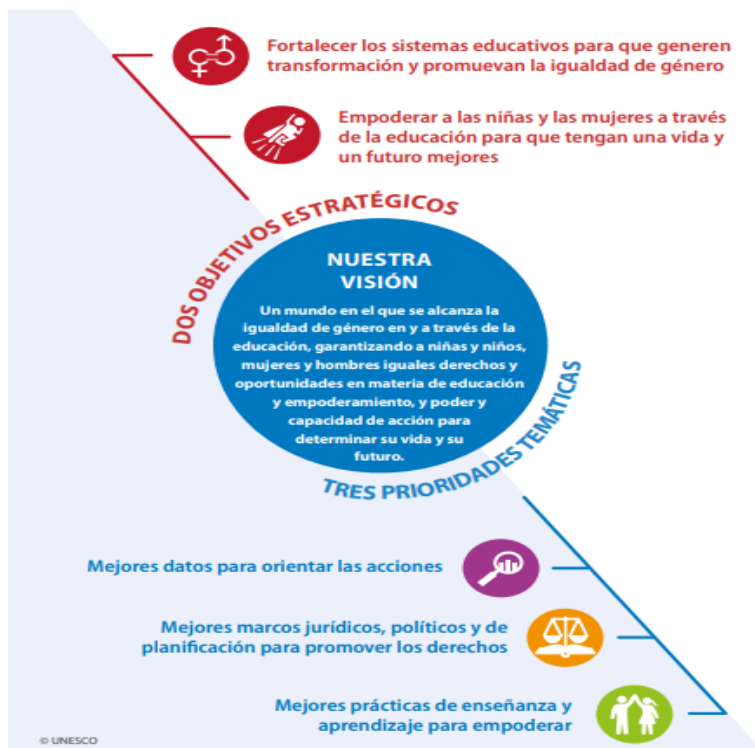 Fortalecer los sistemas educativos para que generen
transformación y promuevan la igualdad de género
Empoderar a las niñas y las mujeres a través
de la educación para que tengan una vida y
un futuro mejores
DOS OBJETIVOS ESTRATÉGICOS
NUESTRA
VISIÓN
Un mundo en el que se alcanza la
igualdad de género en y a través de la
educación, garantizando a niñas y niños,
mujeres y hombres iguales derechos y
oportunidades en materia de educación
y empoderamiento, y poder y
capacidad de acción para
determinar su vida y su
futuro.
TRES PRIORIDADES TEMÁTICAS
Mejores datos para orientar las acciones
Mejores marcos jurídicos, políticos y de
planificación para promover los derechos
Mejores prácticas de enseñanza y
aprendizaje para empoderar
© UNESCO